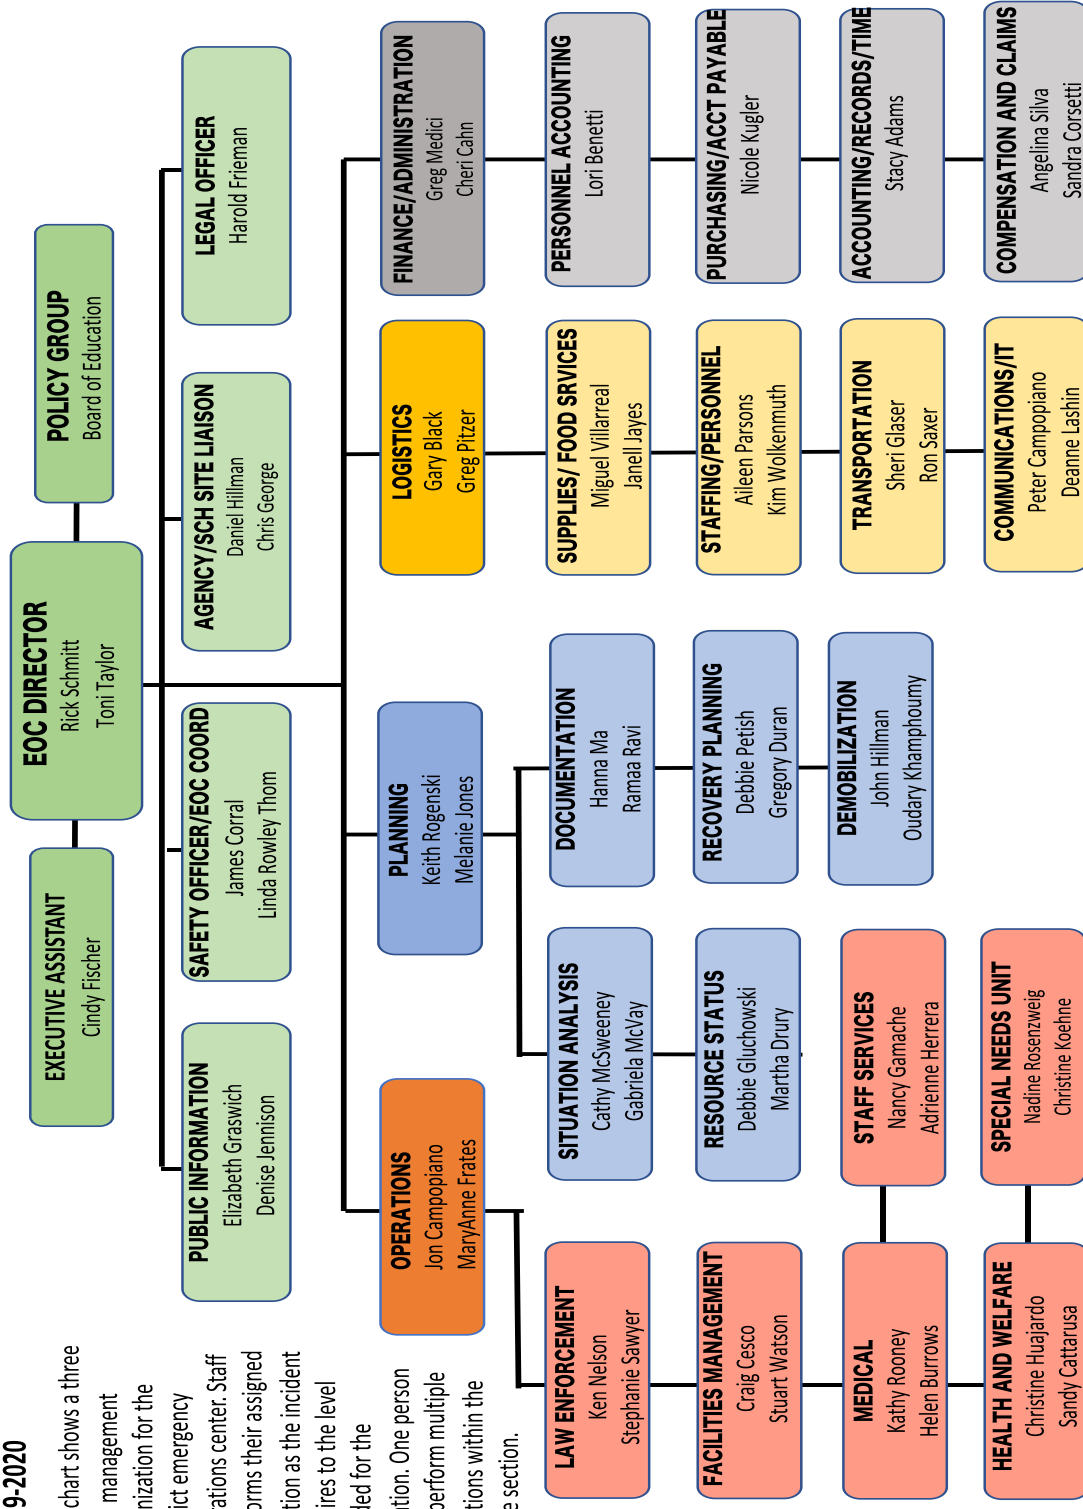 9-2020
chart shows a three
management
nization for the
ict emergency
rations center. Staff
orms their assigned
tion as the incident
ires to the level
ded for the
ation. One person
perform multiple
tions within the
e section.
EXECUTIVE ASSISTANT
Cindy Fischer
EOC DIRECTOR
Rick Schmitt
Toni Taylor
POLICY GROUP
Board of Education
PUBLIC INFORMATION
Elizabeth Graswich
Denise Jennison
SAFETY OFFICER/EOC COORD
James Corral
Linda Rowley Thom
AGENCY/SCH SITE LIAISON
Daniel Hillman
Chris George
LEGAL OFFICER
Harold Frieman
OPERATIONS
Jon Campopiano
MaryAnne Frates
PLANNING
Keith Rogenski
Melanie Jones
LOGISTICS
Gary Black
Greg Pitzer
FINANCE/ADMINISTRATION
Greg Medici
Cheri Cahn
LAW ENFORCEMENT
Ken Nelson
Stephanie Sawyer
SITUATION ANALYSIS
Cathy McSweeney
Gabriela McVay
DOCUMENTATION
Hanna Ma
Ramaa Ravi
SUPPLIES/ FOOD SRVICES
Miguel Villarreal
Janell Jayes
PERSONNEL ACCOUNTING
Lori Benetti
FACILITIES MANAGEMENT
Craig Cesco
Stuart Watson
RESOURCE STATUS
Debbie Gluchowski
Martha Drury
RECOVERY PLANNING
Debbie Petish
Gregory Duran
STAFFING/PERSONNEL
Aileen Parsons
Kim Wolkenmuth
PURCHASING/ACCT PAYABLE
Nicole Kugler
MEDICAL
Kathy Rooney
Helen Burrows
STAFF SERVICES
Nancy Gamache
Adrienne Herrera
DEMOBILIZATION
John Hillman
Oudary Khamphoumy
TRANSPORTATION
Sheri Glaser
Ron Saxer
ACCOUNTING/RECORDS/TIME
Stacy Adams
HEALTH AND WELFARE
Christine Huajardo
Sandy Cattarusa
SPECIAL NEEDS UNIT
Nadine Rosenzweig
Christine Koehne
COMMUNICATIONS/IT
Peter Campopiano
Deanne Lashin
COMPENSATION AND CLAIMS
Angelina Silva
Sandra Corsetti